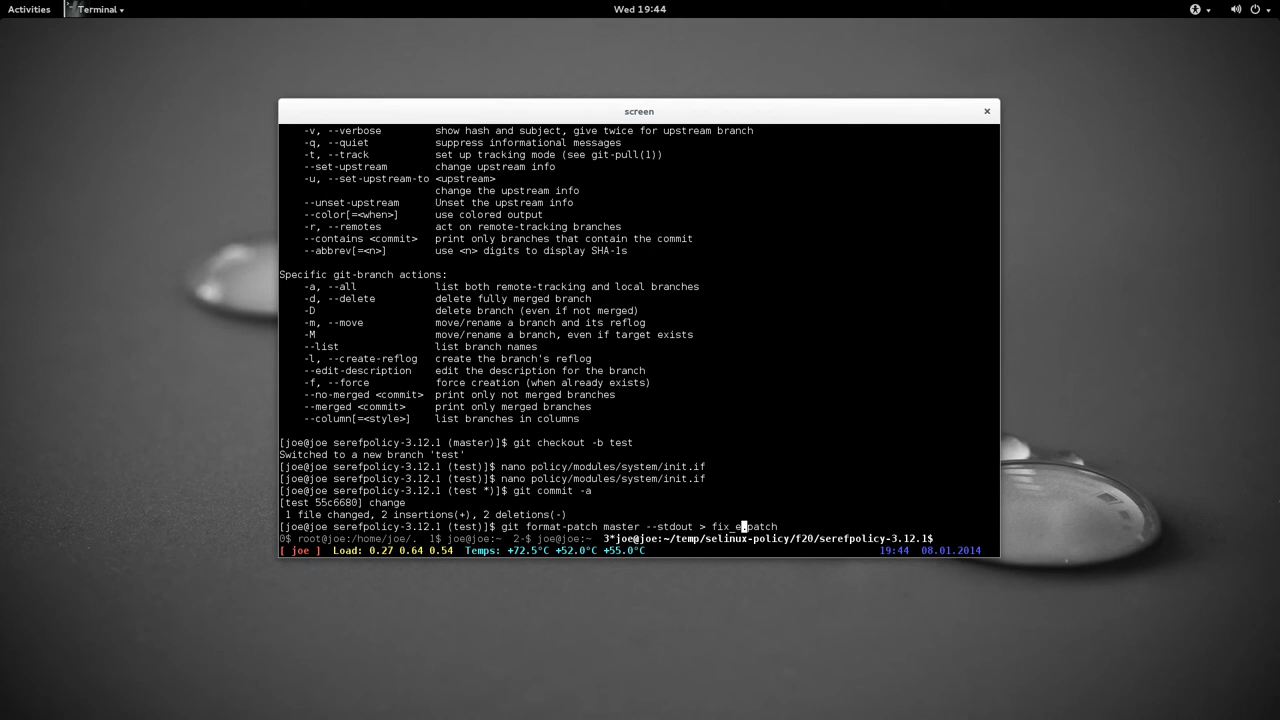 Activities Terminal Wed 19:44
screen
-v, --verbose show hash and subject, give twice for upstream branch
-q, --quiet suppress informational messages
-t, --track set up tracking mode (see git-pull(1))
--set-upstream change upstream info
-u, --set-upstream-to <upstream>
change the upstream info
--unset-upstream Unset the upstream info
--color[=<when>] use colored output
-r, --remotes act on remote-tracking branches
--contains <commit> print only branches that contain the commit
--abbrev[=<n>] use <n> digits to display SHA-1s
Specific git-branch actions:
-a, --all list both remote-tracking and local branches
-d, --delete delete fully merged branch
-D delete branch (even if not merged)
-m, --move move/rename a branch and its reflog
-M move/rename a branch, even if target exists
--list list branch names
-l, --create-reflog create the branch's reflog
--edit-description edit the description for the branch
-f, --force force creation (when already exists)
--no-merged <commit> print only not merged branches
--merged <commit> print only merged branches
--column[=<style>] list branches in columns
[joe@joe serefpolicy-3.12.1 (master)]$ git checkout -b test
Switched to a new branch 'test'
[joe@joe serefpolicy-3.12.1 (test)]$ nano policy/modules/system/init.if
[joe@joe serefpolicy-3.12.1 (test)]$ nano policy/modules/system/init.if
[joe@joe serefpolicy-3.12.1 (test *)]$ git commit -a
[test 55c6680] change
1 file changed, 2 insertions(+), 2 deletions(-)
[joe@joe serefpolicy-3.12.1 (test)]$ git format-patch master --stdout > fix_e.patch
0$ root@joe:/home/joe/. 1$ joe@joe:~ 2-$ joe@joe:~ 3*joe@joe:~/temp/selinux-policy/f20/serefpolicy-3.12.1$
[ joe ] Load: 0.27 0.64 0.54 Temps: +72.5°C +52.0°C +55.0°C 19:44 08.01.2014